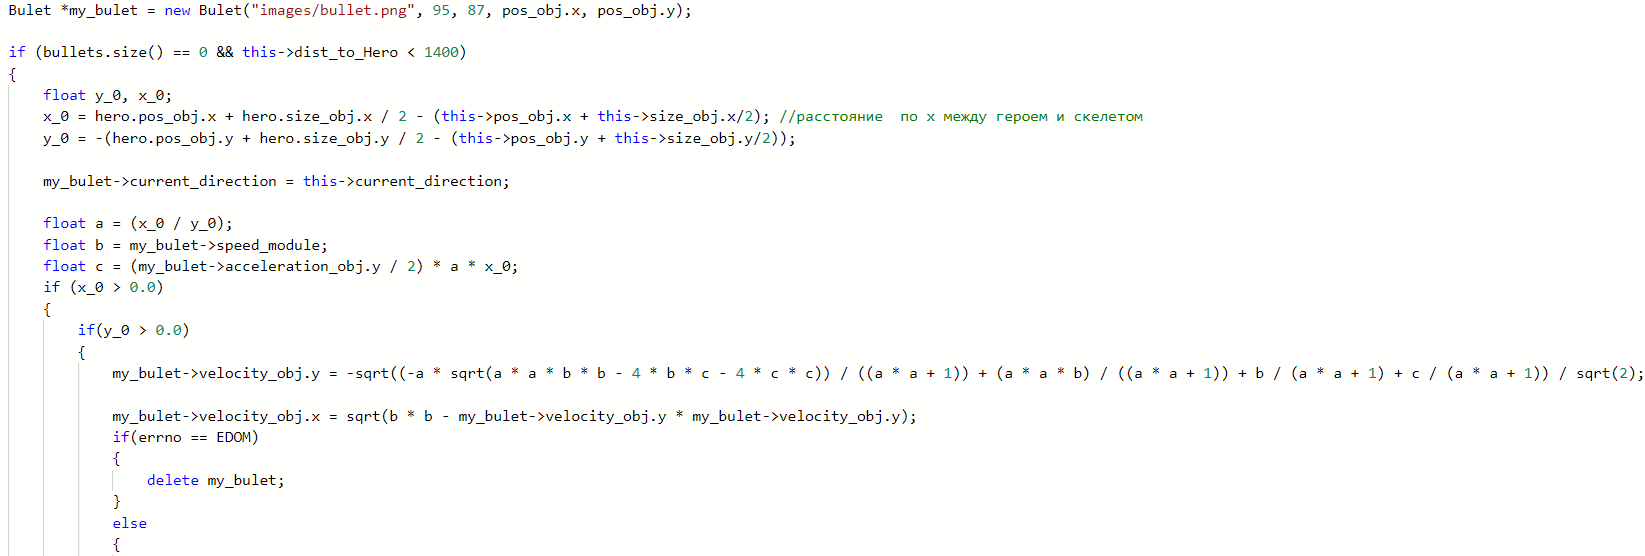 Bulet *my_bulet = new Bulet("images/bullet.png", 95, 87, pos_obj.x, pos_obj.y);
if (bullets.size() == 0 && this->dist_to_Hero < 1400)
{
float y_0, x_0;
x_0 = hero.pos_obj.x + hero.size_obj.x / 2 - (this->pos_obj.x + this->size_obj.x/2); //расстояние  по x между героем и скелетом
y_0 = -(hero.pos_obj.y + hero.size_obj.y / 2 - (this->pos_obj.y + this->size_obj.y/2));
my_bulet->current_direction = this->current_direction;
float a = (x_0 / y_0);
float b = my_bulet->speed_module;
float c = (my_bulet->acceleration_obj.y / 2) * a * x_0;
if (x_0 > 0.0)
{
if(y_0 > 0.0)
{
my_bulet->velocity_obj.y = -sqrt((-a * sqrt(a * a * b * b - 4 * b * c - 4 * c * c)) / ((a * a + 1)) + (a * a * b) / ((a * a + 1)) + b / (a * a + 1) + c / (a * a + 1)) / sqrt(2);
my_bulet->velocity_obj.x = sqrt(b * b - my_bulet->velocity_obj.y * my_bulet->velocity_obj.y);
if(errno == EDOM)
{
delete my_bulet;
}
else
{